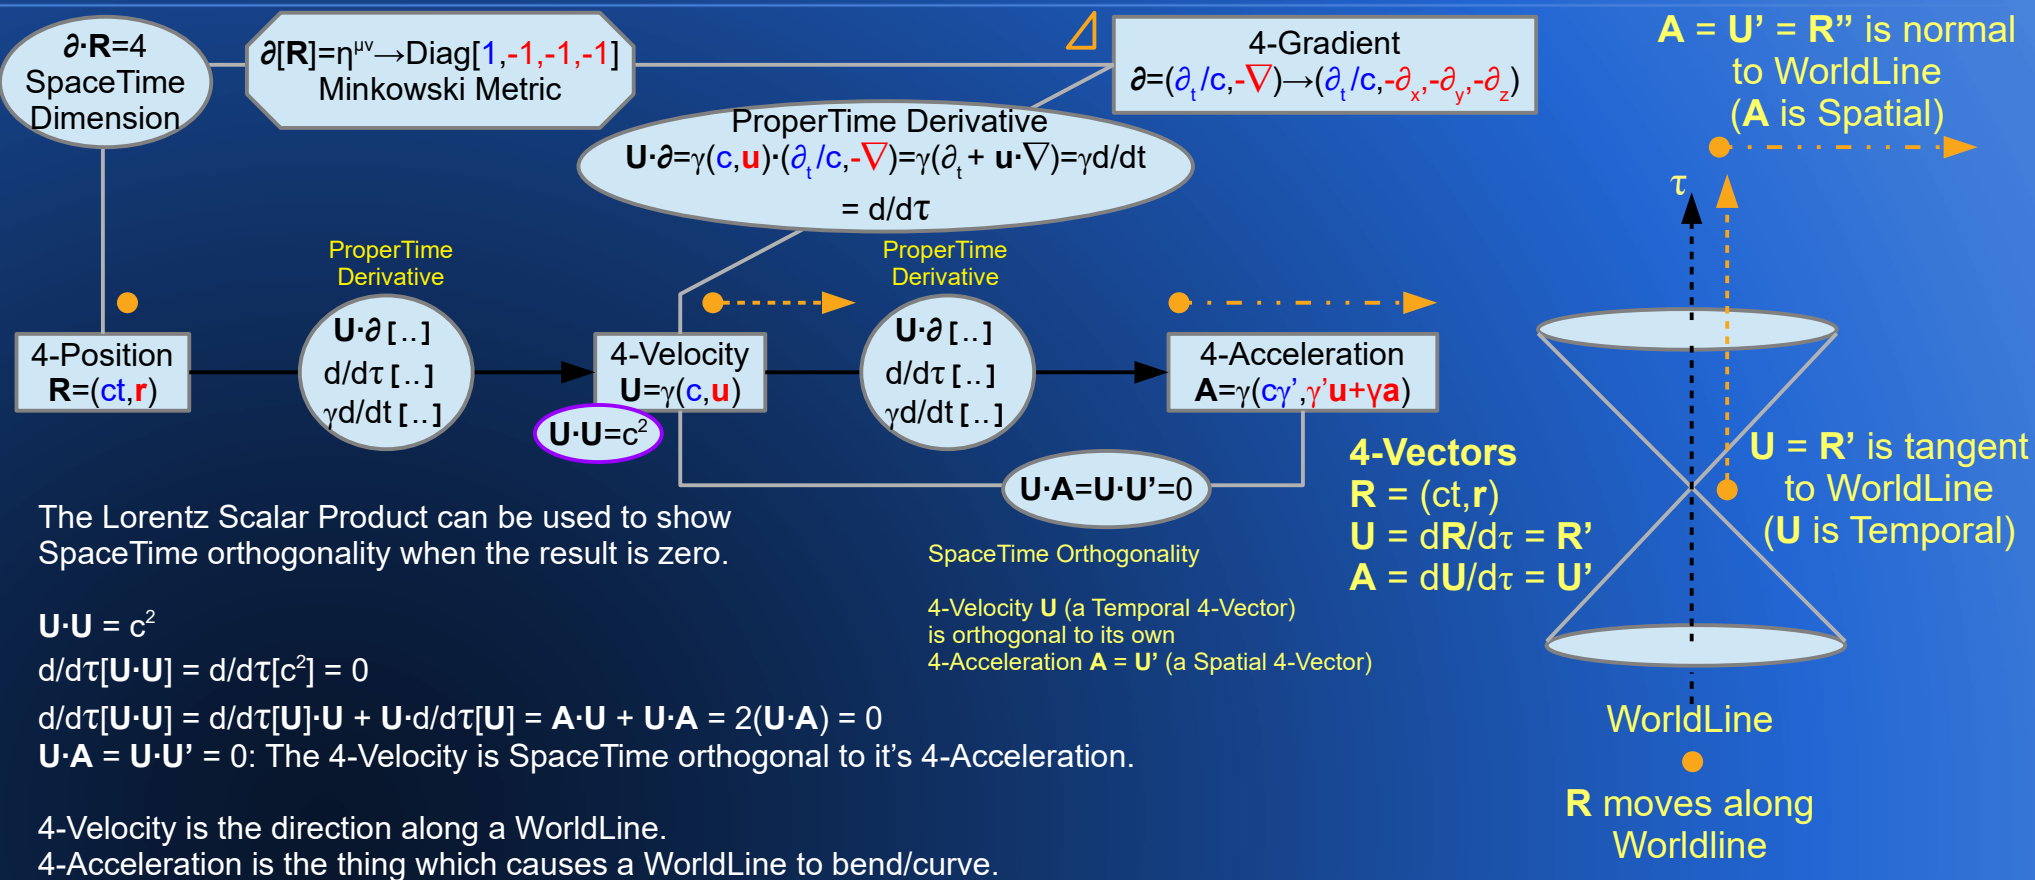 ∂·R=4
SpaceTime
Dimension
∂[R]=η^μν→Diag[1,-1,-1,-1]
Minkowski Metric
4-Gradient
∂=(∂_t/c,-∇)→(∂_t/c,-∂_x,-∂_y,-∂_z)
A = U' = R'' is normal
to WorldLine
(A is Spatial)
ProperTime Derivative
U·∂=γ(c,u)·(∂_t/c,-∇)=γ(∂_t + u·∇)=γd/dt
= d/dτ
τ
ProperTime
Derivative
ProperTime
Derivative
4-Position
R=(ct,r)
U·∂ [..]
d/dτ [..]
γd/dt [..]
4-Velocity
U=γ(c,u)
U·U=c²
U·∂ [..]
d/dτ [..]
γd/dt [..]
4-Acceleration
A=γ(cγ',γ'u+γa)
U·A=U·U'=0
4-Vectors
R = (ct,r)
U = dR/dτ = R'
A = dU/dτ = U'
U = R' is tangent
to WorldLine
(U is Temporal)
The Lorentz Scalar Product can be used to show
SpaceTime orthogonality when the result is zero.
SpaceTime Orthogonality
4-Velocity U (a Temporal 4-Vector)
is orthogonal to its own
4-Acceleration A = U' (a Spatial 4-Vector)
U·U = c²
d/dτ[U·U] = d/dτ[c²] = 0
d/dτ[U·U] = d/dτ[U]·U + U·d/dτ[U] = A·U + U·A = 2(U·A) = 0
U·A = U·U' = 0: The 4-Velocity is SpaceTime orthogonal to it's 4-Acceleration.
4-Velocity is the direction along a WorldLine.
4-Acceleration is the thing which causes a WorldLine to bend/curve.
WorldLine
R moves along
Worldline